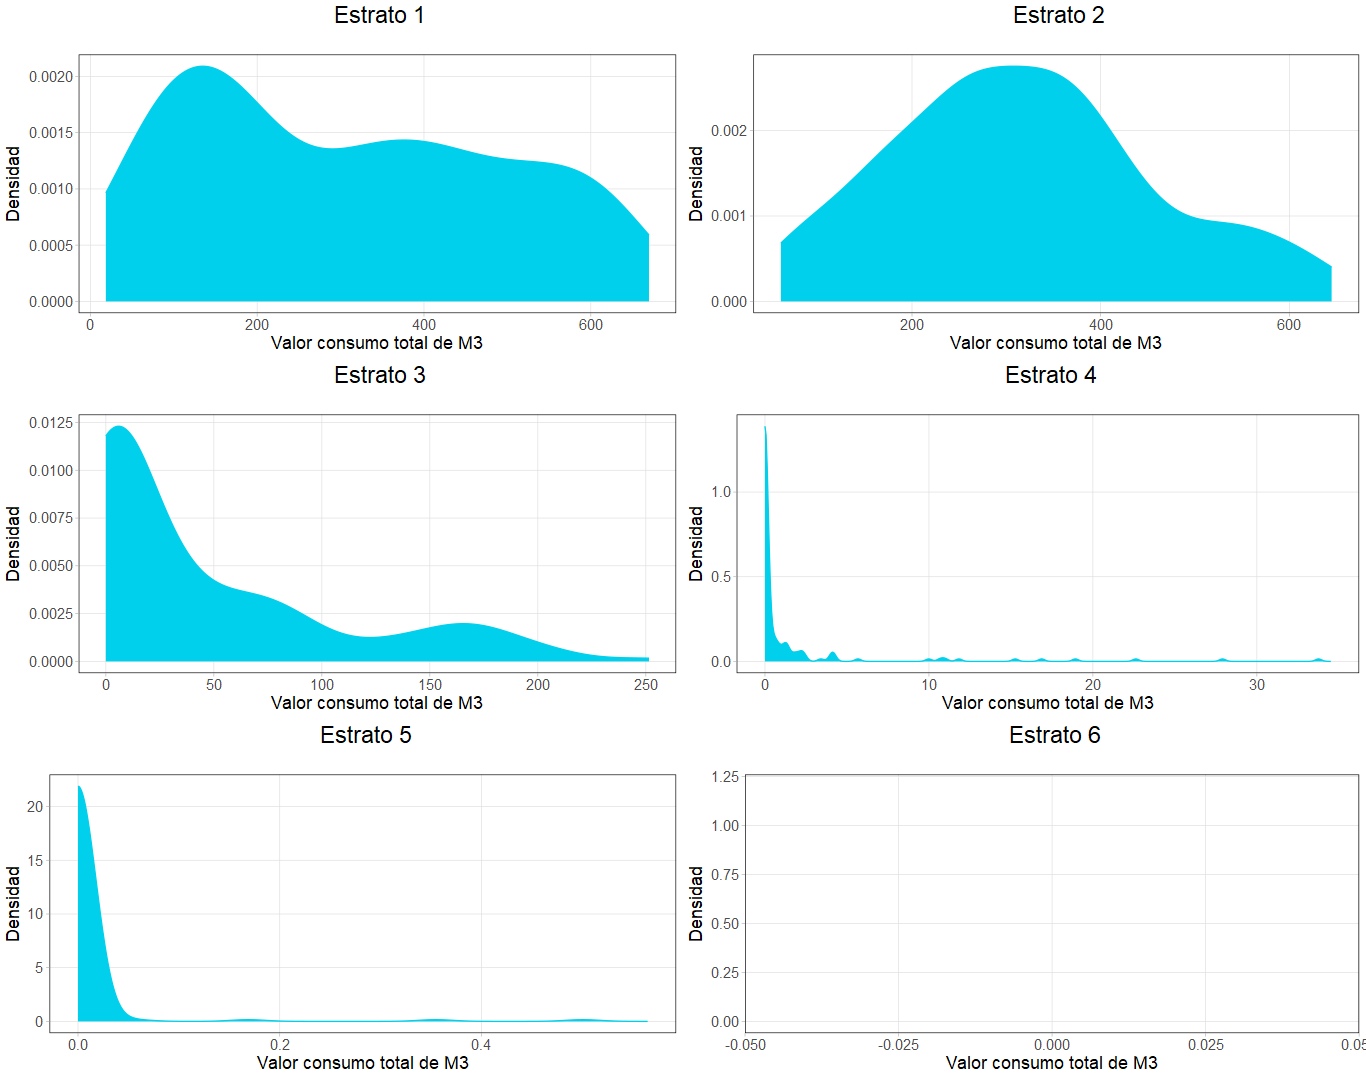 Estrato 1
0.0020
0.0015
0.0010
0.0005
0.0000
Densidad
0 200 400 600
Valor consumo total de M3
Estrato 2
0.002
0.001
0.000
Densidad
200 400 600
Valor consumo total de M3
Estrato 3
0.0125
0.0100
0.0075
0.0050
0.0025
0.0000
Densidad
0 50 100 150 200 250
Valor consumo total de M3
Estrato 4
1.0
0.5
0.0
Densidad
0 10 20 30
Valor consumo total de M3
Estrato 5
20
15
10
5
0
Densidad
0.0 0.2 0.4
Valor consumo total de M3
Estrato 6
1.25
1.00
0.75
0.50
0.25
0.00
Densidad
-0.050 -0.025 0.000 0.025 0.05
Valor consumo total de M3